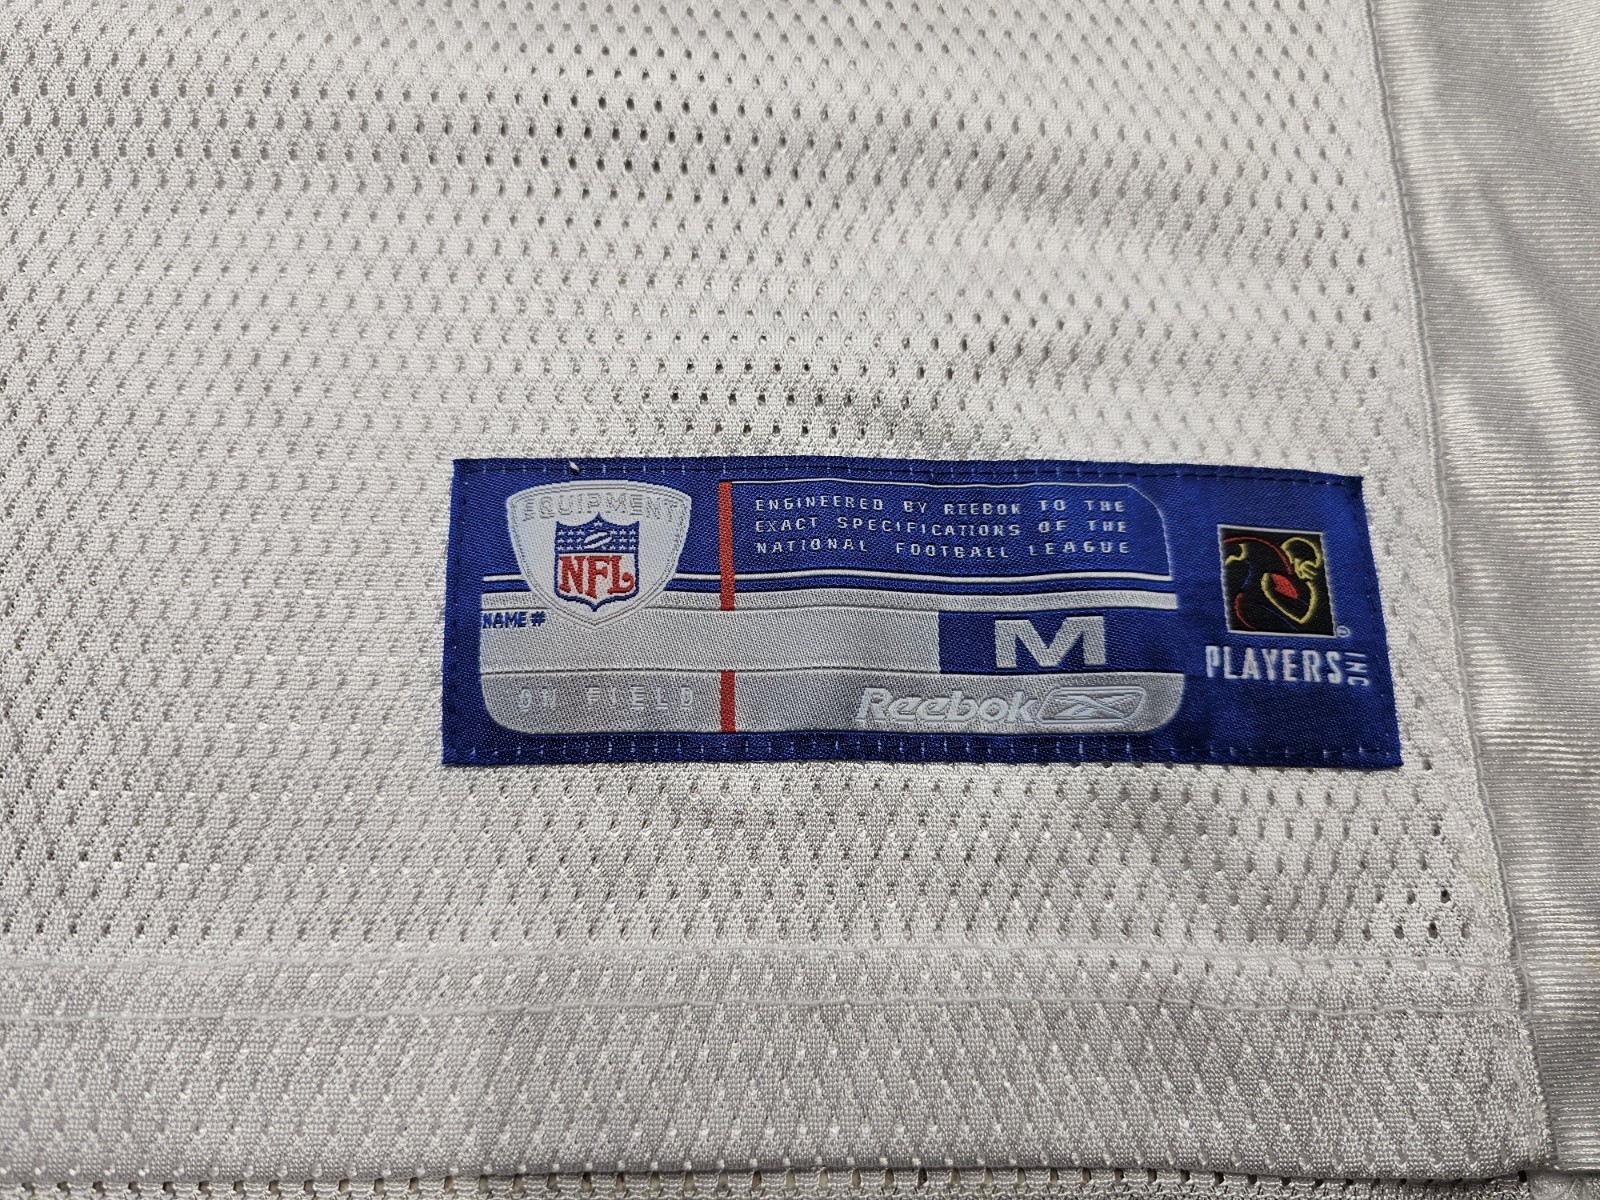 EQUIPMENT
NFL
ENGINEERED BY REEBOK TO THE
EXACT SPECIFICATIONS OF THE
NATIONAL FOOTBALL LEAGUE
NAME #
M
ON FIELD
Reebok
PLAYERS INC
®